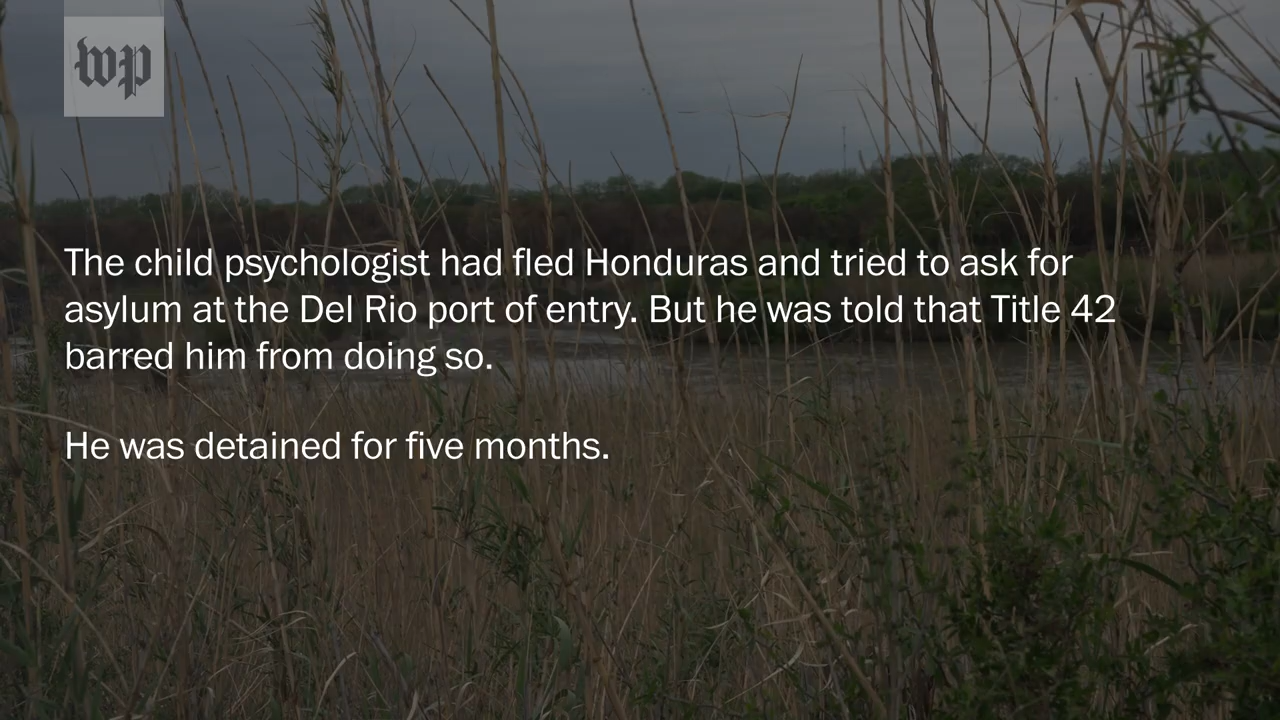 wp
The child psychologist had fled Honduras and tried to ask for
asylum at the Del Rio port of entry. But he was told that Title 42
barred him from doing so.
He was detained for five months.